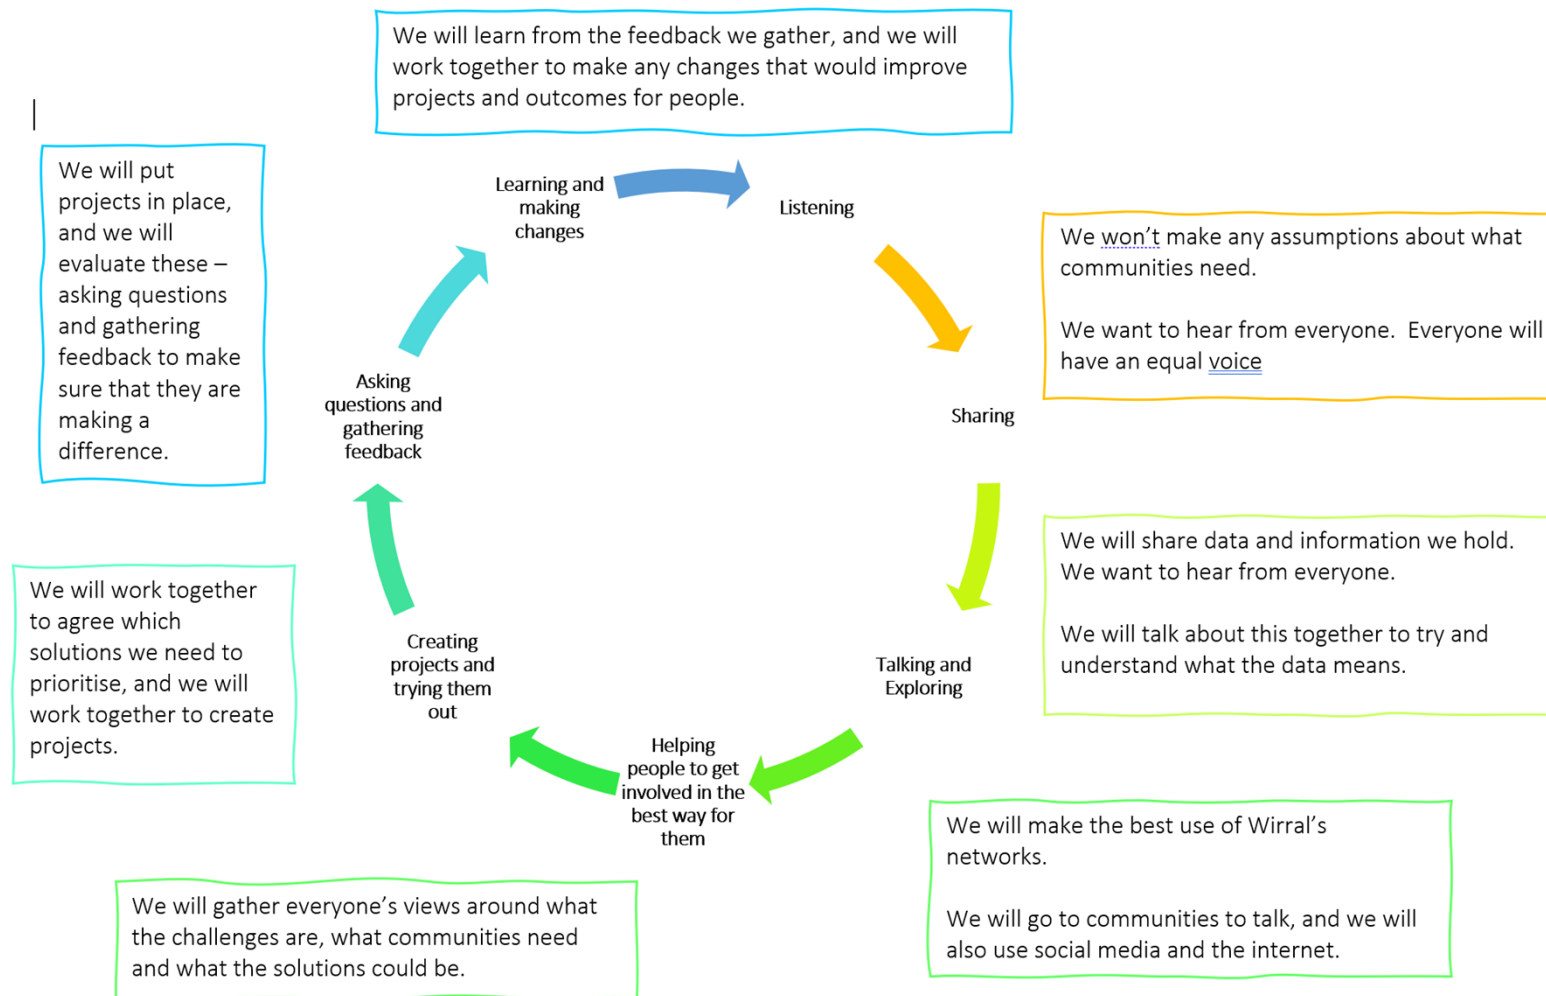 We will learn from the feedback we gather, and we will
work together to make any changes that would improve
projects and outcomes for people.
We will put
projects in place,
and we will
evaluate these –
asking questions
and gathering
feedback to make
sure that they are
making a
difference.
Learning and
making
changes
Listening
We won’t make any assumptions about what
communities need.
We want to hear from everyone.  Everyone will
have an equal voice
Asking
questions and
gathering
feedback
Sharing
We will share data and information we hold.
We want to hear from everyone.
We will talk about this together to try and
understand what the data means.
We will work together
to agree which
solutions we need to
prioritise, and we will
work together to create
projects.
Creating
projects and
trying them
out
Talking and
Exploring
Helping
people to get
involved in the
best way for
them
We will make the best use of Wirral’s
networks.
We will go to communities to talk, and we will
also use social media and the internet.
We will gather everyone’s views around what
the challenges are, what communities need
and what the solutions could be.